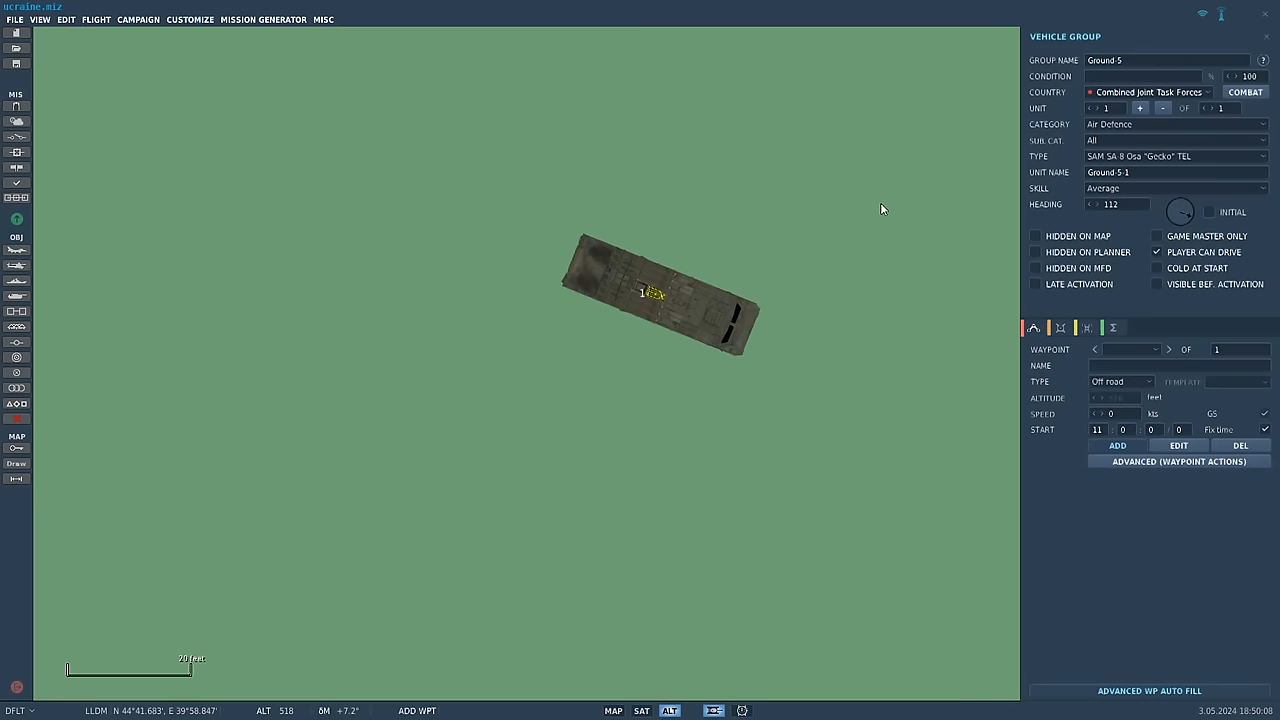 ucraine.miz
FILE VIEW EDIT FLIGHT CAMPAIGN CUSTOMIZE MISSION GENERATOR MISC
MIS
OBJ
MAP
Draw
1
20 feet
VEHICLE GROUP
GROUP NAME Ground-5 ?
CONDITION % 100
COUNTRY Combined Joint Task Forces COMBAT
UNIT 1 + - OF 1
CATEGORY Air Defence
SUB. CAT. All
TYPE SAM SA-8 Osa "Gecko" TEL
UNIT NAME Ground-5-1
SKILL Average
HEADING 112 INITIAL
HIDDEN ON MAP GAME MASTER ONLY
HIDDEN ON PLANNER PLAYER CAN DRIVE
HIDDEN ON MFD COLD AT START
LATE ACTIVATION VISIBLE BEF. ACTIVATION
WAYPOINT OF 1
NAME
TYPE Off road TEMPLATE
ALTITUDE feet
SPEED 0 kts GS
START 11 : 0 : 0 / 0 Fix time
ADD EDIT DEL
ADVANCED (WAYPOINT ACTIONS)
ADVANCED WP AUTO FILL
DFLT LLDM N 44°41.683', E 39°58.847' ALT 518 δM +7.2° ADD WPT MAP SAT ALT 3.05.2024 18:50:08